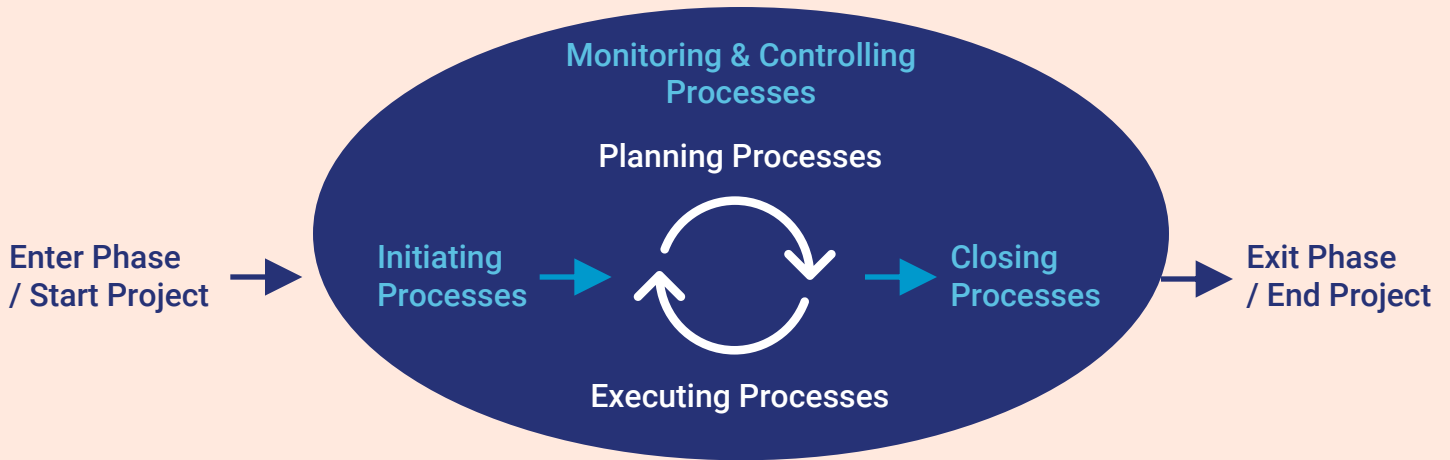 Monitoring & Controlling
Processes
Planning Processes
Enter Phase
/ Start Project
Initiating
Processes
Closing
Processes
Exit Phase
/ End Project
Executing Processes